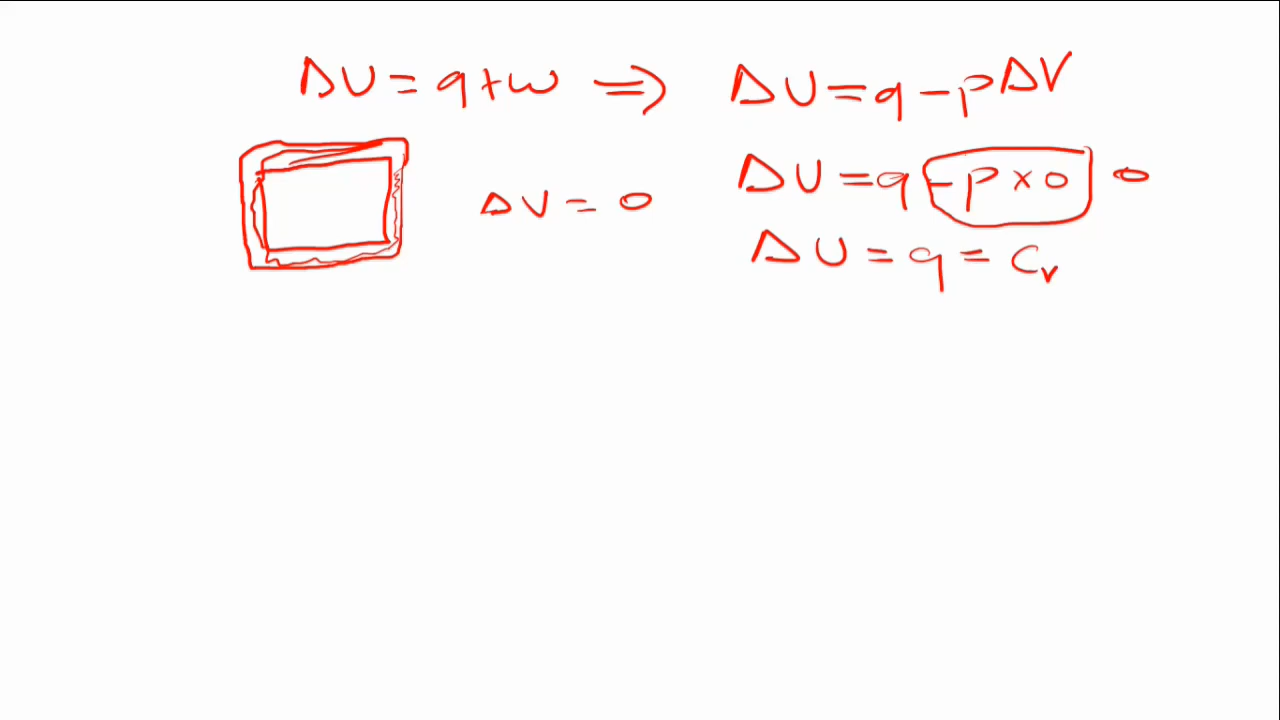 ΔU = q + w ⇒ ΔU = q - PΔV
ΔV = 0
ΔU = q - P × 0 0
ΔU = q = Cv